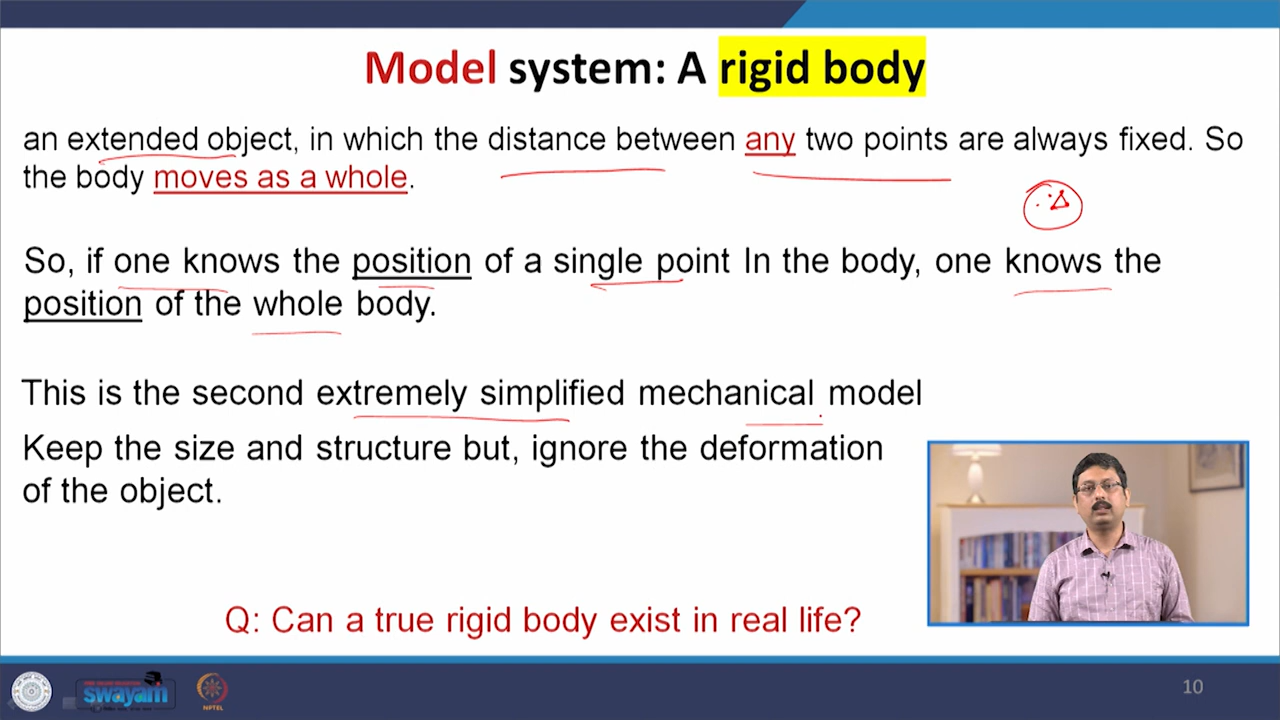 Model system: A rigid body
an extended object, in which the distance between any two points are always fixed. So
the body moves as a whole.
So, if one knows the position of a single point In the body, one knows the
position of the whole body.
This is the second extremely simplified mechanical model
Keep the size and structure but, ignore the deformation
of the object.
Q: Can a true rigid body exist in real life?
swayam
NPTEL
10